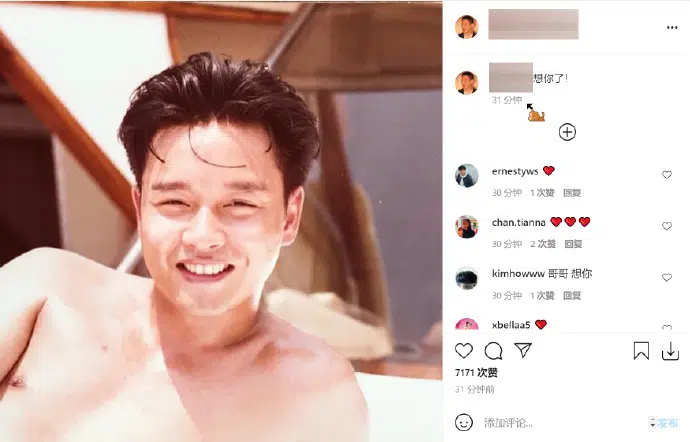 想你了!
31 分钟
ernestyws ❤
30 分钟 1 次赞 回复
chan.tianna ❤❤❤
30 分钟 2 次赞 回复
kimhowww 哥哥 想你
30 分钟 1 次赞 回复
xbellaa5 ❤
7171 次赞
31 分钟前
添加评论... 发布